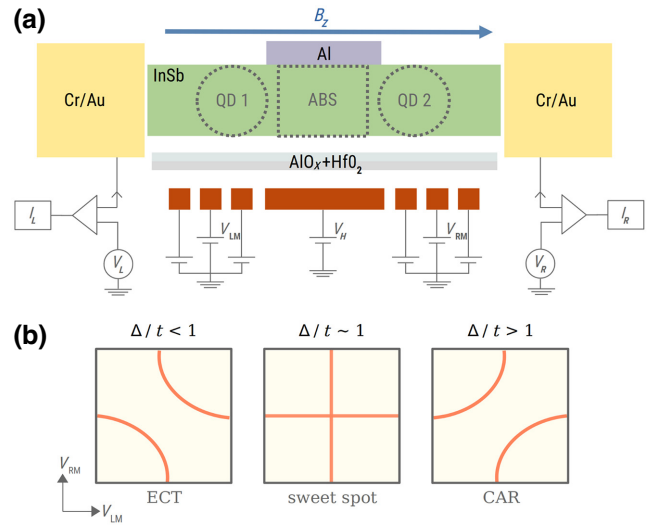 (a)
B_z
Al
InSb
Cr/Au
QD 1
ABS
QD 2
Cr/Au
AlO_X+Hf0_2
I_L
V_LM
V_H
V_RM
I_R
V_L
V_R
(b)
Δ / t < 1
Δ / t ~ 1
Δ / t > 1
V_RM
V_LM
ECT
sweet spot
CAR